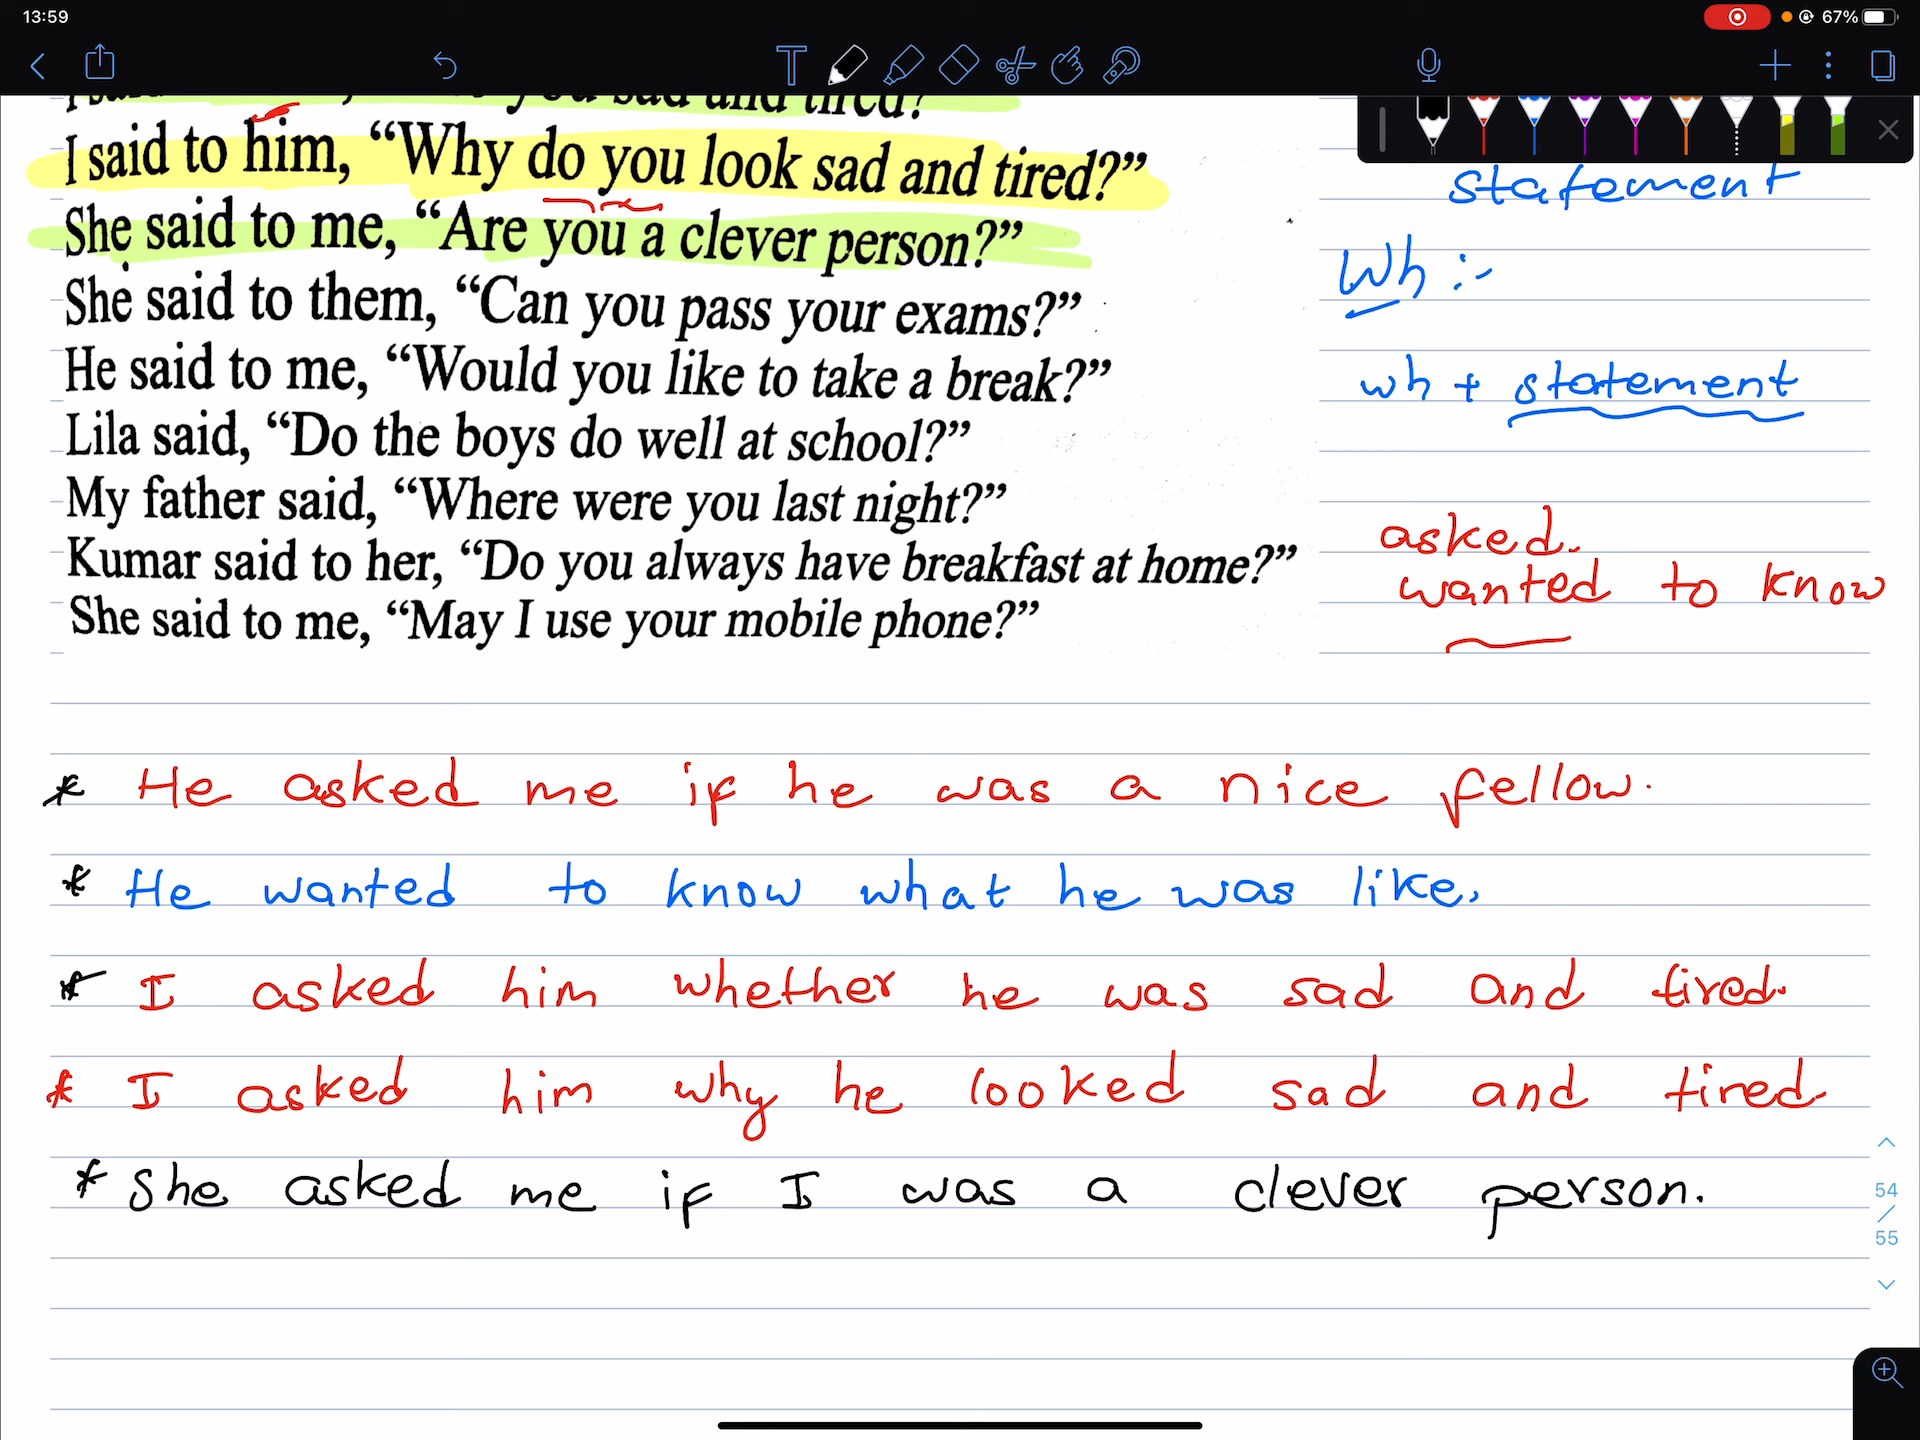 13:59
67%
I said to him, “Why do you look sad and tired?”
She said to me, “Are you a clever person?”
She said to them, “Can you pass your exams?”
He said to me, “Would you like to take a break?”
Lila said, “Do the boys do well at school?”
My father said, “Where were you last night?”
Kumar said to her, “Do you always have breakfast at home?”
She said to me, “May I use your mobile phone?”
statement
Wh :-
wh + statement
asked.
wanted to know
* He asked me if he was a nice fellow.
* He wanted to know what he was like.
* I asked him whether he was sad and tired.
* I asked him why he looked sad and tired.
* She asked me if I was a clever person.
54
/
55